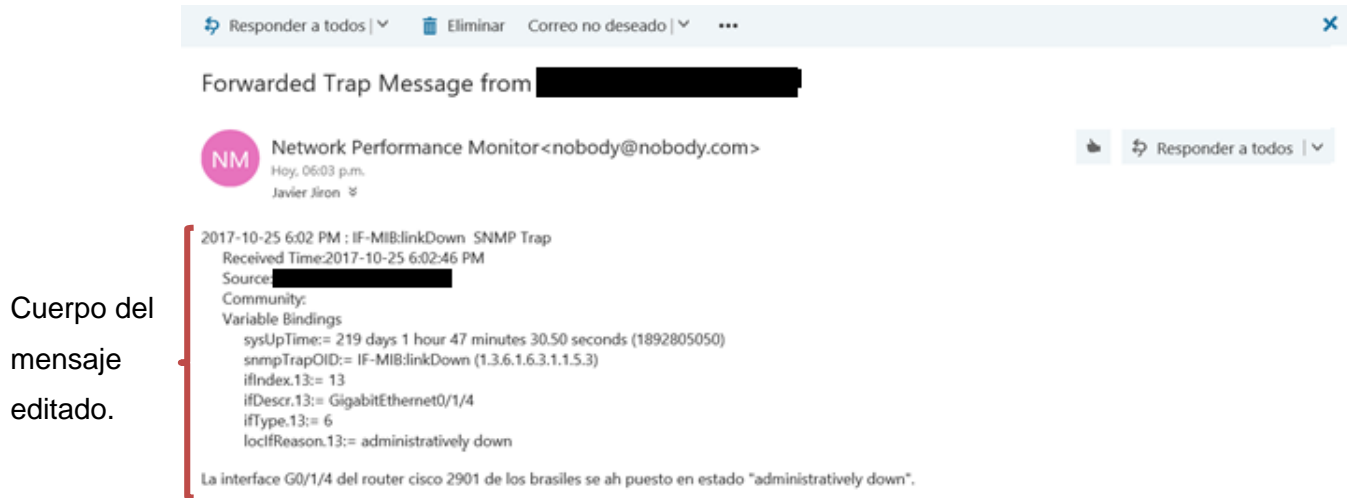 Responder a todos | Eliminar Correo no deseado | •••
Forwarded Trap Message from
NM
Network Performance Monitor<nobody@nobody.com>
Responder a todos |
Hoy, 06:03 p.m.
Javier Jiron
Cuerpo del
mensaje
editado.
2017-10-25 6:02 PM : IF-MIB:linkDown SNMP Trap
Received Time:2017-10-25 6:02:46 PM
Source:
Community:
Variable Bindings
sysUpTime:= 219 days 1 hour 47 minutes 30.50 seconds (1892805050)
snmpTrapOID:= IF-MIB:linkDown (1.3.6.1.6.3.1.1.5.3)
ifIndex.13:= 13
ifDescr.13:= GigabitEthernet0/1/4
ifType.13:= 6
locIfReason.13:= administratively down
La interface G0/1/4 del router cisco 2901 de los brasiles se ah puesto en estado "administratively down".